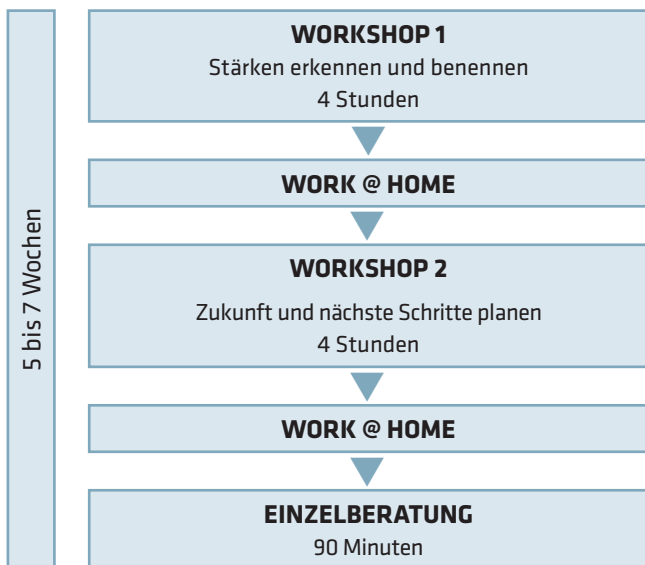 5 bis 7 Wochen
WORKSHOP 1
Stärken erkennen und benennen
4 Stunden
WORK @ HOME
WORKSHOP 2
Zukunft und nächste Schritte planen
4 Stunden
WORK @ HOME
EINZELBERATUNG
90 Minuten